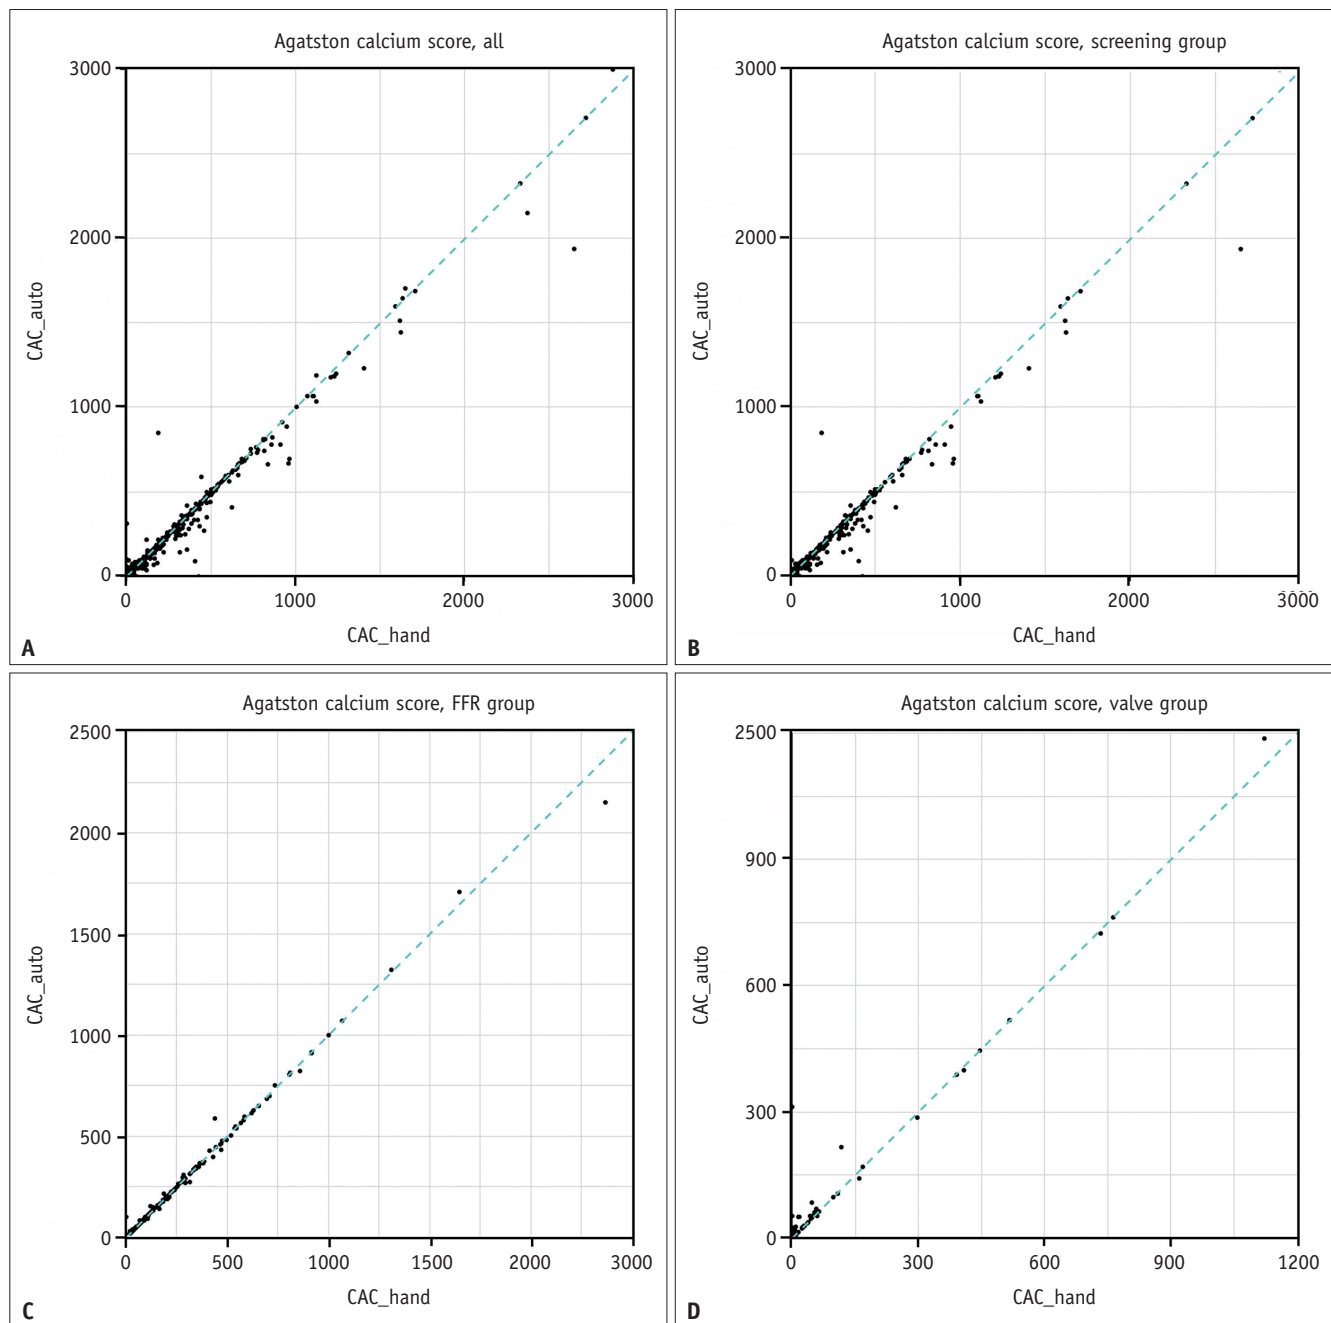 Agatston calcium score, all
3000
2000
1000
0
CAC_auto
0 1000 2000 3000
CAC_hand
A
Agatston calcium score, screening group
3000
2000
1000
0
CAC_auto
0 1000 2000 3000
CAC_hand
B
Agatston calcium score, FFR group
2500
2000
1500
1000
500
0
CAC_auto
0 500 1000 1500 2000 3000
CAC_hand
C
Agatston calcium score, valve group
2500
900
600
300
0
CAC_auto
0 300 600 900 1200
CAC_hand
D